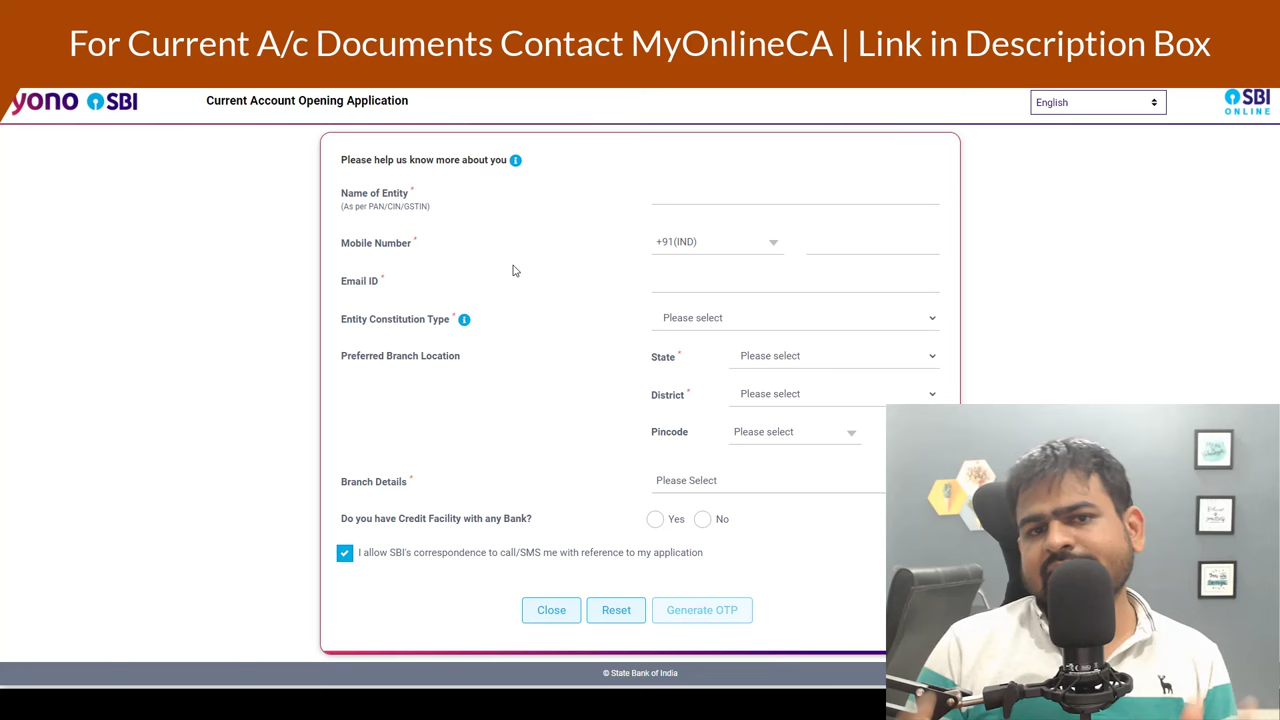 For Current A/c Documents Contact MyOnlineCA | Link in Description Box
yono SBI
Current Account Opening Application
English
SBI
ONLINE
Please help us know more about you
Name of Entity *
(As per PAN/CIN/GSTIN)
Mobile Number *
+91(IND)
Email ID *
Entity Constitution Type *
Please select
Preferred Branch Location
State *
Please select
District *
Please select
Pincode
Please select
Branch Details *
Please Select
Do you have Credit Facility with any Bank?
Yes
No
I allow SBI's correspondence to call/SMS me with reference to my application
Close
Reset
Generate OTP
© State Bank of India